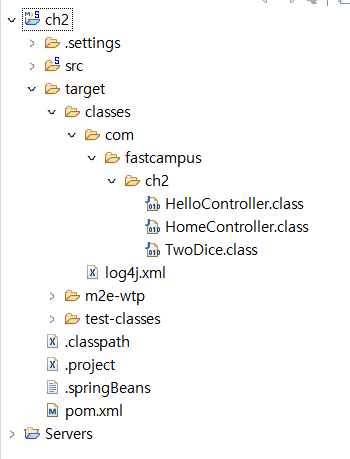 ch2
.settings
src
target
classes
com
fastcampus
ch2
HelloController.class
HomeController.class
TwoDice.class
log4j.xml
m2e-wtp
test-classes
.classpath
.project
.springBeans
pom.xml
Servers